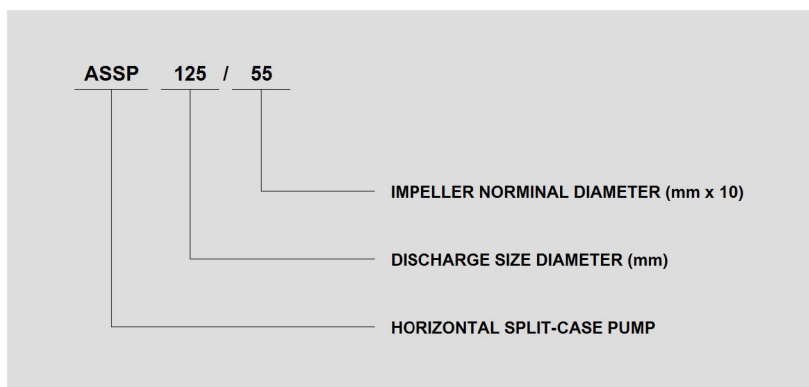 ASSP 125 / 55
IMPELLER NORMINAL DIAMETER (mm x 10)
DISCHARGE SIZE DIAMETER (mm)
HORIZONTAL SPLIT-CASE PUMP